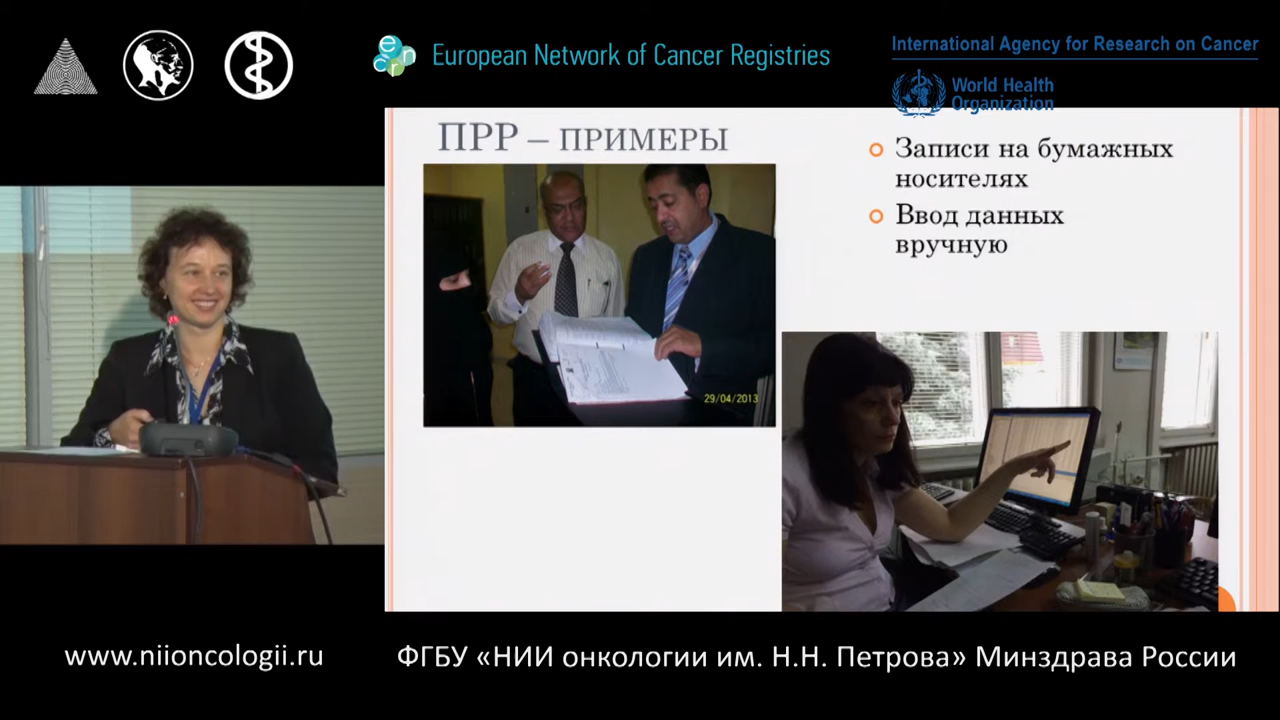 European Network of Cancer Registries
International Agency for Research on Cancer
World Health
Organization
ПРР – ПРИМЕРЫ
Записи на бумажных
носителях
Ввод данных
вручную
29/04/2013
www.niioncologii.ru
ФГБУ «НИИ онкологии им. Н.Н. Петрова» Минздрава России